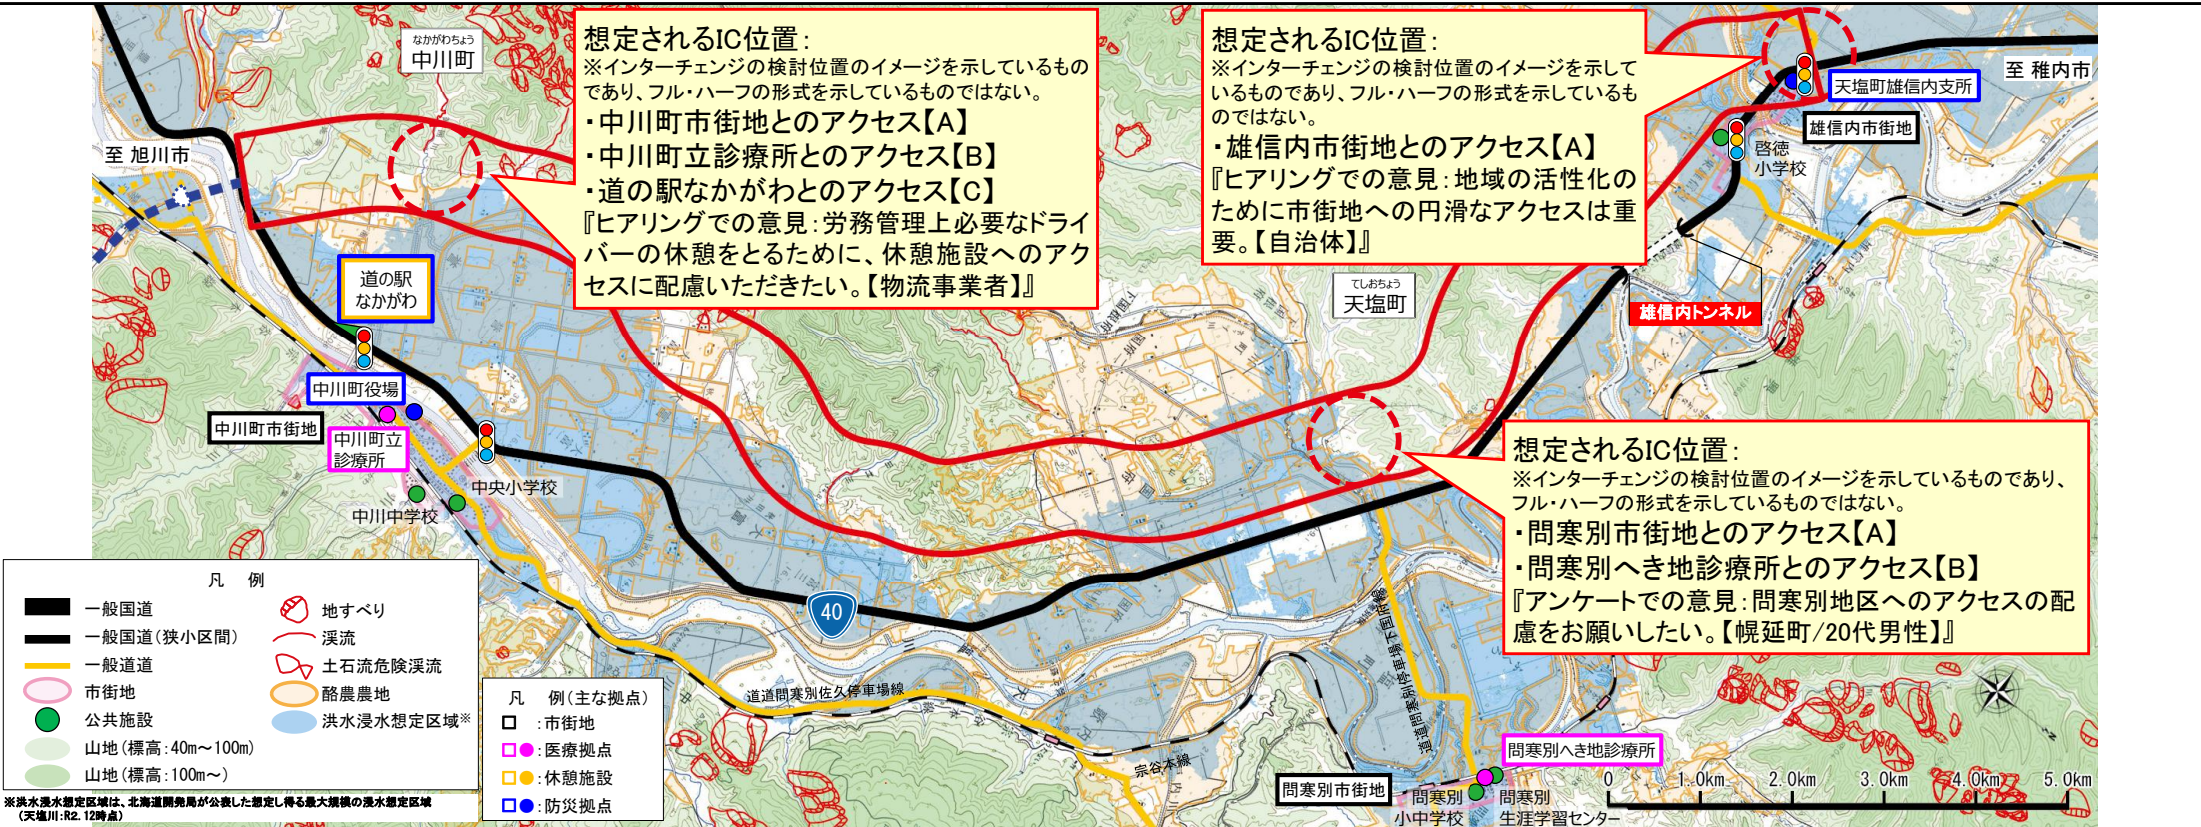 なかがわちょう
中川町
至 旭川市
想定されるIC位置：
※インターチェンジの検討位置のイメージを示しているもの
であり、フル・ハーフの形式を示しているものではない。
・中川町市街地とのアクセス【A】
・中川町立診療所とのアクセス【B】
・道の駅なかがわとのアクセス【C】
『ヒアリングでの意見：労務管理上必要なドライ
バーの休憩をとるために、休憩施設へのアク
セスに配慮いただきたい。【物流事業者】』
想定されるIC位置：
※インターチェンジの検討位置のイメージを示して
いるものであり、フル・ハーフの形式を示しているも
のではない。
・雄信内市街地とのアクセス【A】
『ヒアリングでの意見：地域の活性化の
ために市街地への円滑なアクセスは重
要。【自治体】』
至 稚内市
天塩町雄信内支所
雄信内市街地
啓徳
小学校
雄信内トンネル
てしおちょう
天塩町
道の駅
なかがわ
中川町役場
中川町市街地
中川町立
診療所
中央小学校
中川中学校
想定されるIC位置：
※インターチェンジの検討位置のイメージを示しているものであり、
フル・ハーフの形式を示しているものではない。
・問寒別市街地とのアクセス【A】
・問寒別へき地診療所とのアクセス【B】
『アンケートでの意見：問寒別地区へのアクセスの配
慮をお願いしたい。【幌延町/20代男性】』
40
道道問寒別佐久停車場線
道道問寒別停車場下国府線
宗谷本線
問寒別へき地診療所
問寒別市街地
問寒別
小中学校
問寒別
生涯学習センター
0 1.0km 2.0km 3.0km 4.0km 5.0km
凡 例
一般国道
一般国道（狭小区間）
一般道道
市街地
公共施設
山地（標高：40m～100m）
山地（標高：100m～）
地すべり
渓流
土石流危険渓流
酪農農地
洪水浸水想定区域※
凡 例（主な拠点）
：市街地
：医療拠点
：休憩施設
：防災拠点
※洪水浸水想定区域は、北海道開発局が公表した想定し得る最大規模の浸水想定区域
（天塩川：R2.12時点）